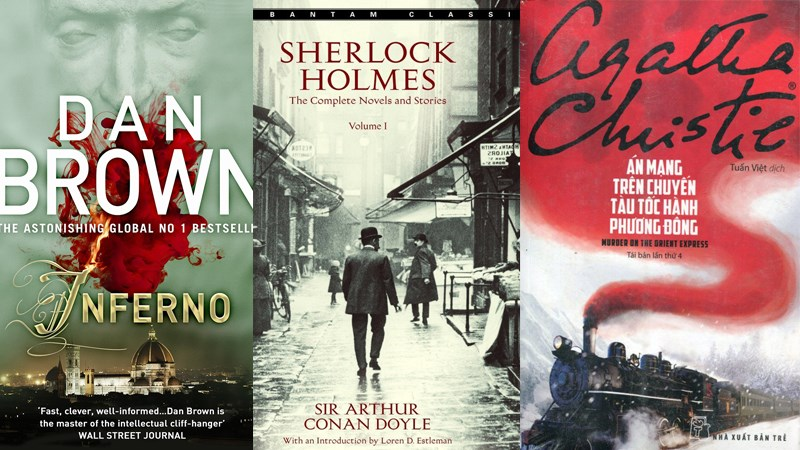 DAN
BROWN
THE ASTONISHING GLOBAL NO 1 BESTSELL
INFERNO
'Fast, clever, well-informed...Dan Brown is
the master of the intellectual cliff-hanger'
WALL STREET JOURNAL
BANTAM CLASSI
SHERLOCK
HOLMES
The Complete Novels and Stories
Volume I
SIR ARTHUR
CONAN DOYLE
With an Introduction by Loren D. Estleman
Agatha
Christie®
Tuấn Việt dịch
ÁN MẠNG
TRÊN CHUYẾN
TÀU TỐC HÀNH
PHƯƠNG ĐÔNG
MURDER ON THE ORIENT EXPRESS
Tái bản lần thứ 4
NHÀ XUẤT BẢN TRẺ